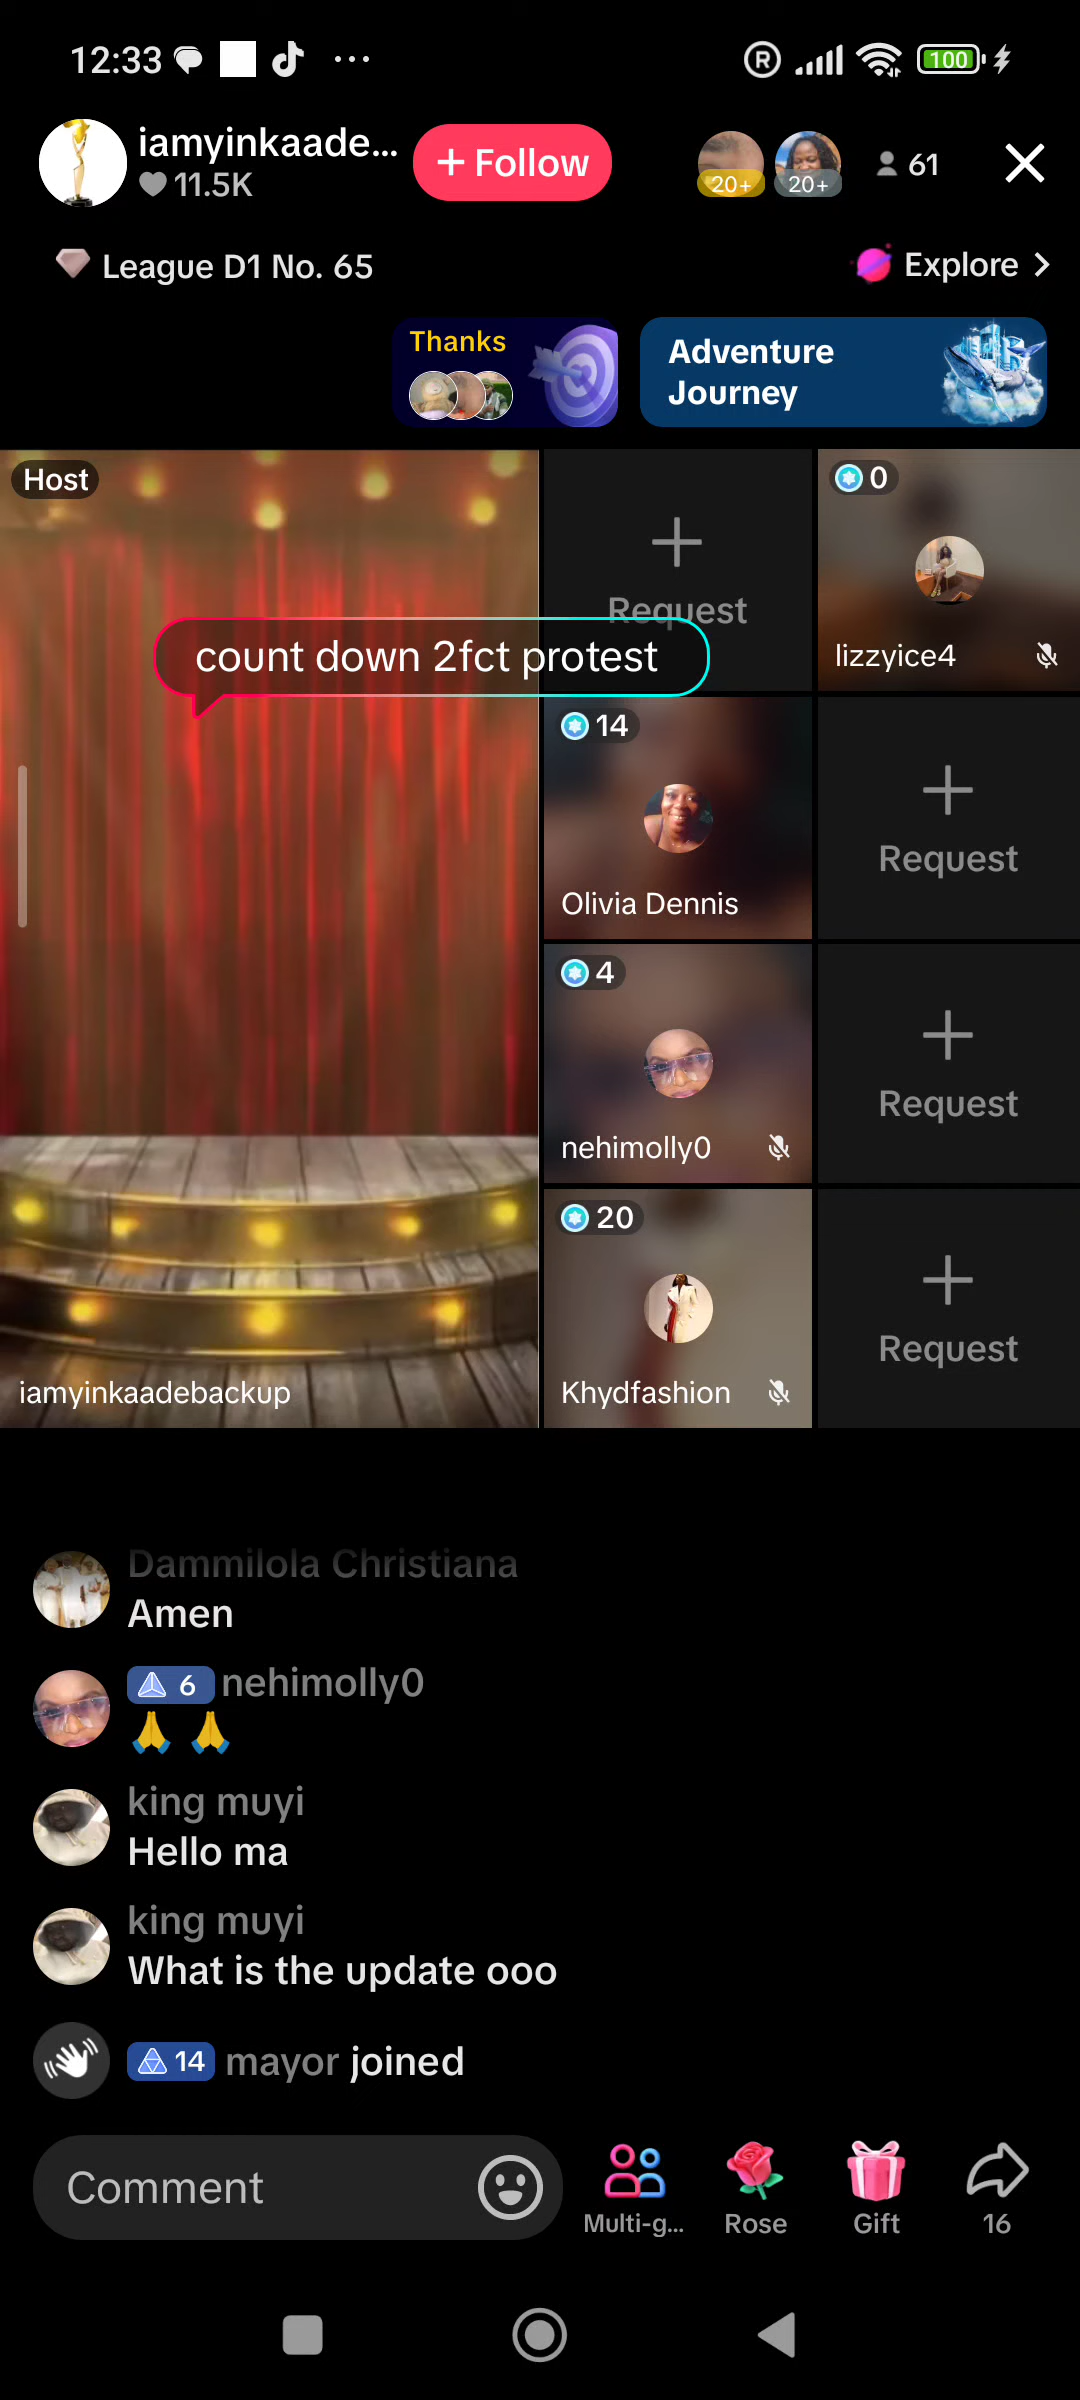 12:33
R
100
iamyinkaade...
11.5K
+ Follow
20+
20+
61
League D1 No. 65
Explore
Thanks
Adventure
Journey
Host
Request
0
lizzyice4
count down 2fct protest
14
Olivia Dennis
Request
4
nehimolly0
Request
20
Khydfashion
Request
iamyinkaadebackup
Dammilola Christiana
Amen
6 nehimolly0
🙏 🙏
king muyi
Hello ma
king muyi
What is the update ooo
14 mayor joined
Comment
Multi-g...
Rose
Gift
16